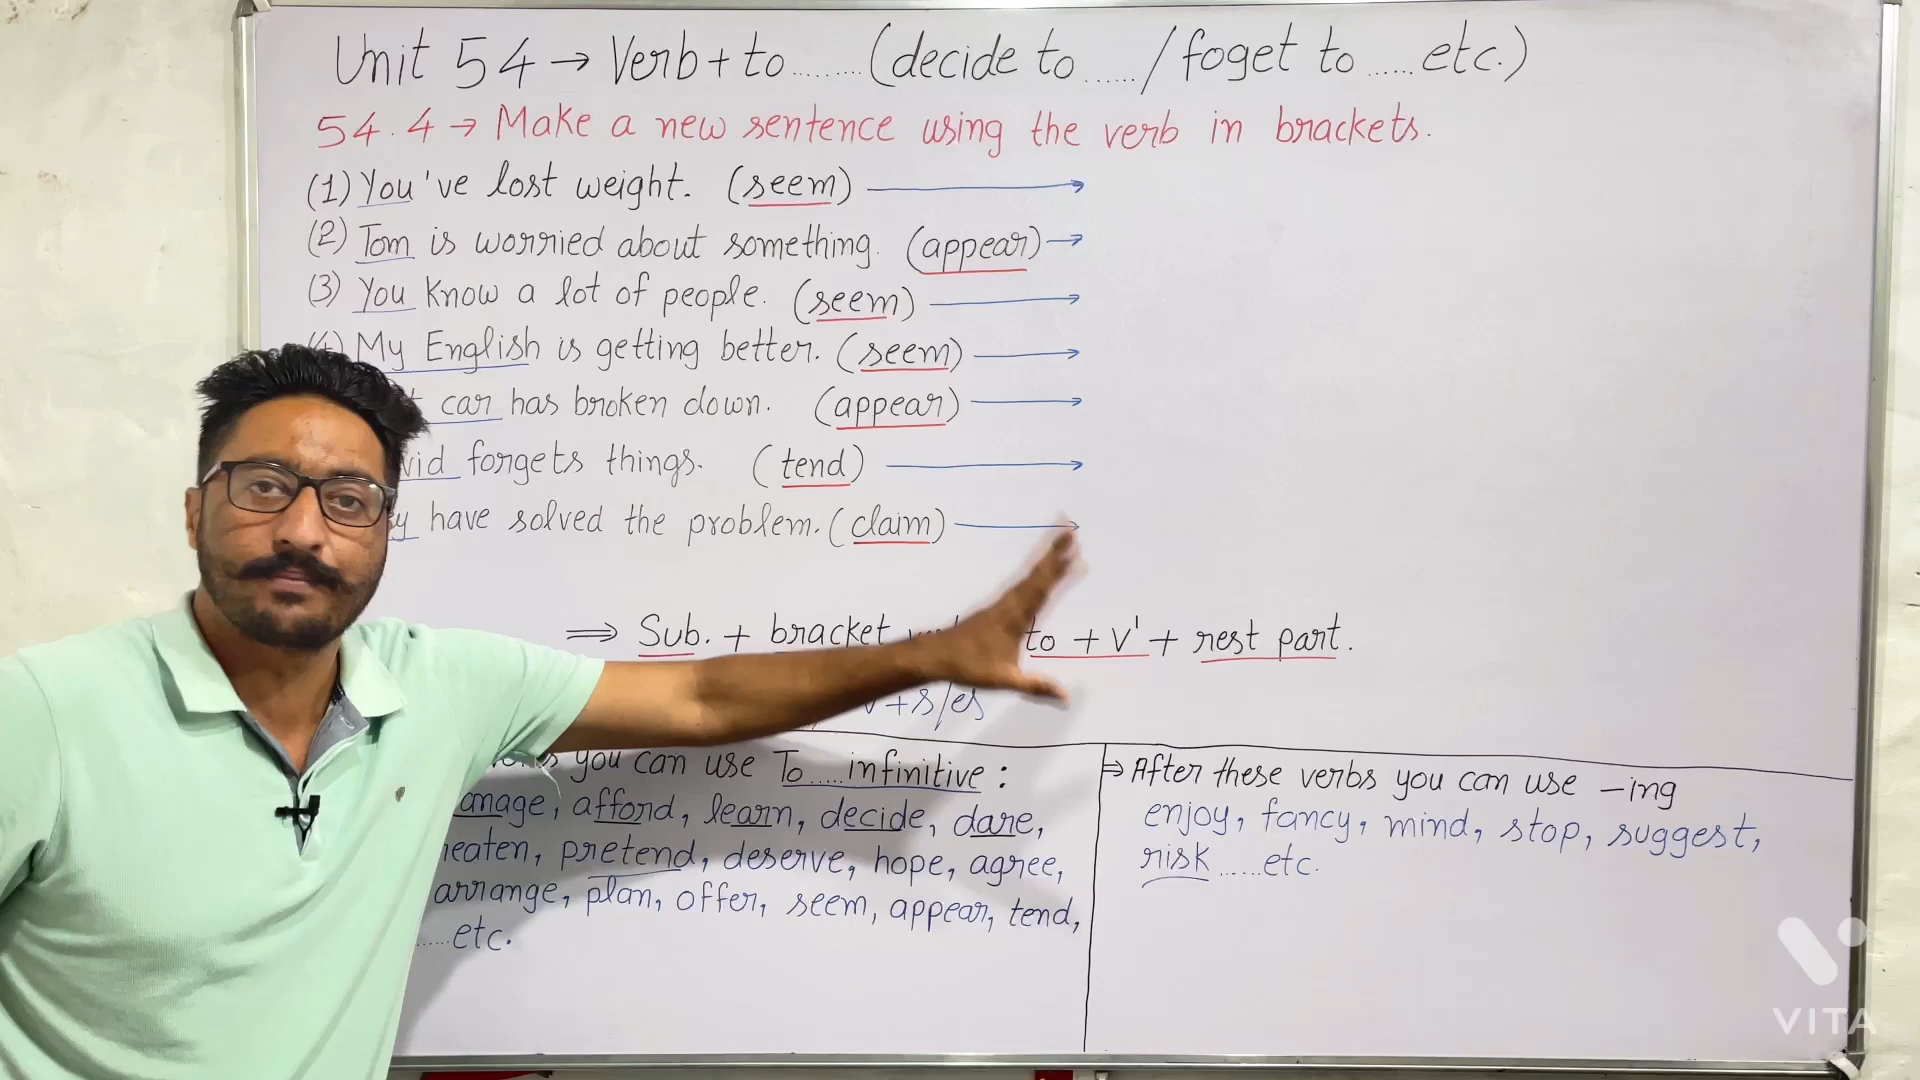 Unit 54 → Verb + to ........ (decide to ....../ foget to ...... etc.)
54.4 → Make a new sentence using the verb in brackets.
(1) You've lost weight. (seem) →
(2) Tom is worried about something. (appear) →
(3) You know a lot of people. (seem) →
(4) My English is getting better. (seem) →
car has broken down. (appear) →
forgets things. (tend) →
have solved the problem. (claim) →
⇒ Sub. + bracket to + V' + rest part.
V+s/es
you can use To.....infinitive :
afford, learn, decide, dare,
pretend, deserve, hope, agree,
arrange, plan, offer, seem, appear, tend,
......etc.
⇒ After these verbs you can use -ing
enjoy, fancy, mind, stop, suggest,
risk ......etc.
VITA